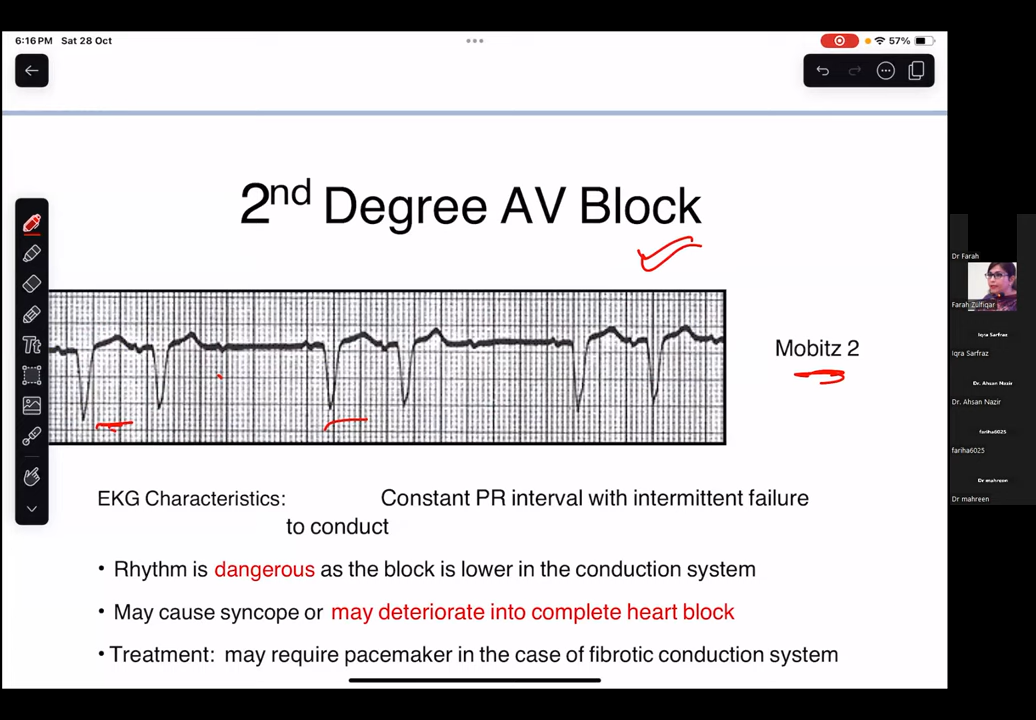 6:16 PM Sat 28 Oct
57%
2nd Degree AV Block
Mobitz 2
EKG Characteristics: Constant PR interval with intermittent failure
to conduct
• Rhythm is dangerous as the block is lower in the conduction system
• May cause syncope or may deteriorate into complete heart block
• Treatment: may require pacemaker in the case of fibrotic conduction system
Tt
Dr Farah
Farah Zulfiqar
Iqra Sarfraz
Iqra Sarfraz
Dr. Ahsan Nazir
Dr. Ahsan Nazir
fariha6025
fariha6025
Dr mahreen
Dr mahreen